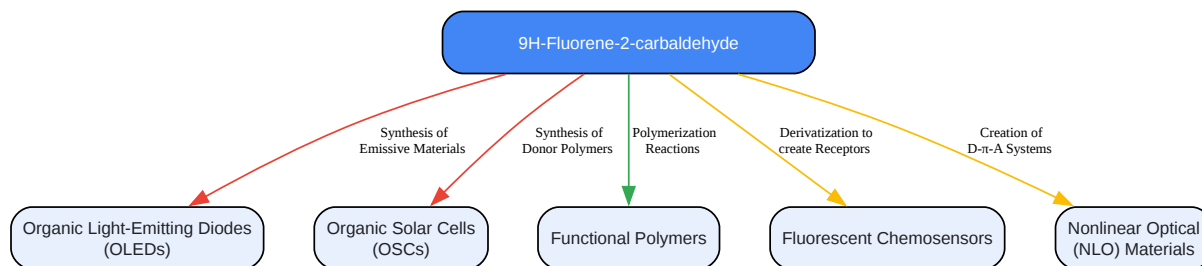 9H-Fluorene-2-carbaldehyde
Synthesis of
Emissive Materials
Synthesis of
Donor Polymers
Polymerization
Reactions
Derivatization to
create Receptors
Creation of
D-π-A Systems
Organic Light-Emitting Diodes
(OLEDs)
Organic Solar Cells
(OSCs)
Functional Polymers
Fluorescent Chemosensors
Nonlinear Optical
(NLO) Materials